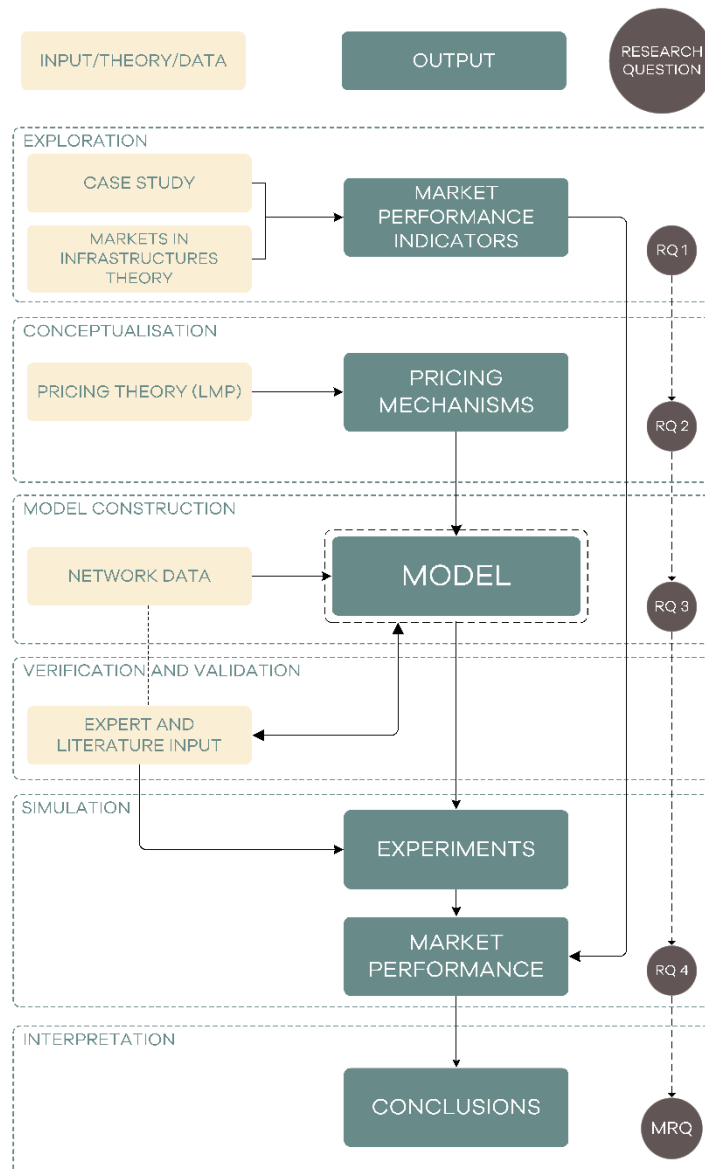 INPUT/THEORY/DATA
OUTPUT
RESEARCH
QUESTION
EXPLORATION
CASE STUDY
MARKETS IN
INFRASTRUCTURES
THEORY
MARKET
PERFORMANCE
INDICATORS
RQ 1
CONCEPTUALISATION
PRICING THEORY (LMP)
PRICING
MECHANISMS
RQ 2
MODEL CONSTRUCTION
NETWORK DATA
MODEL
RQ 3
VERIFICATION AND VALIDATION
EXPERT AND
LITERATURE INPUT
SIMULATION
EXPERIMENTS
MARKET
PERFORMANCE
RQ 4
INTERPRETATION
CONCLUSIONS
MRQ